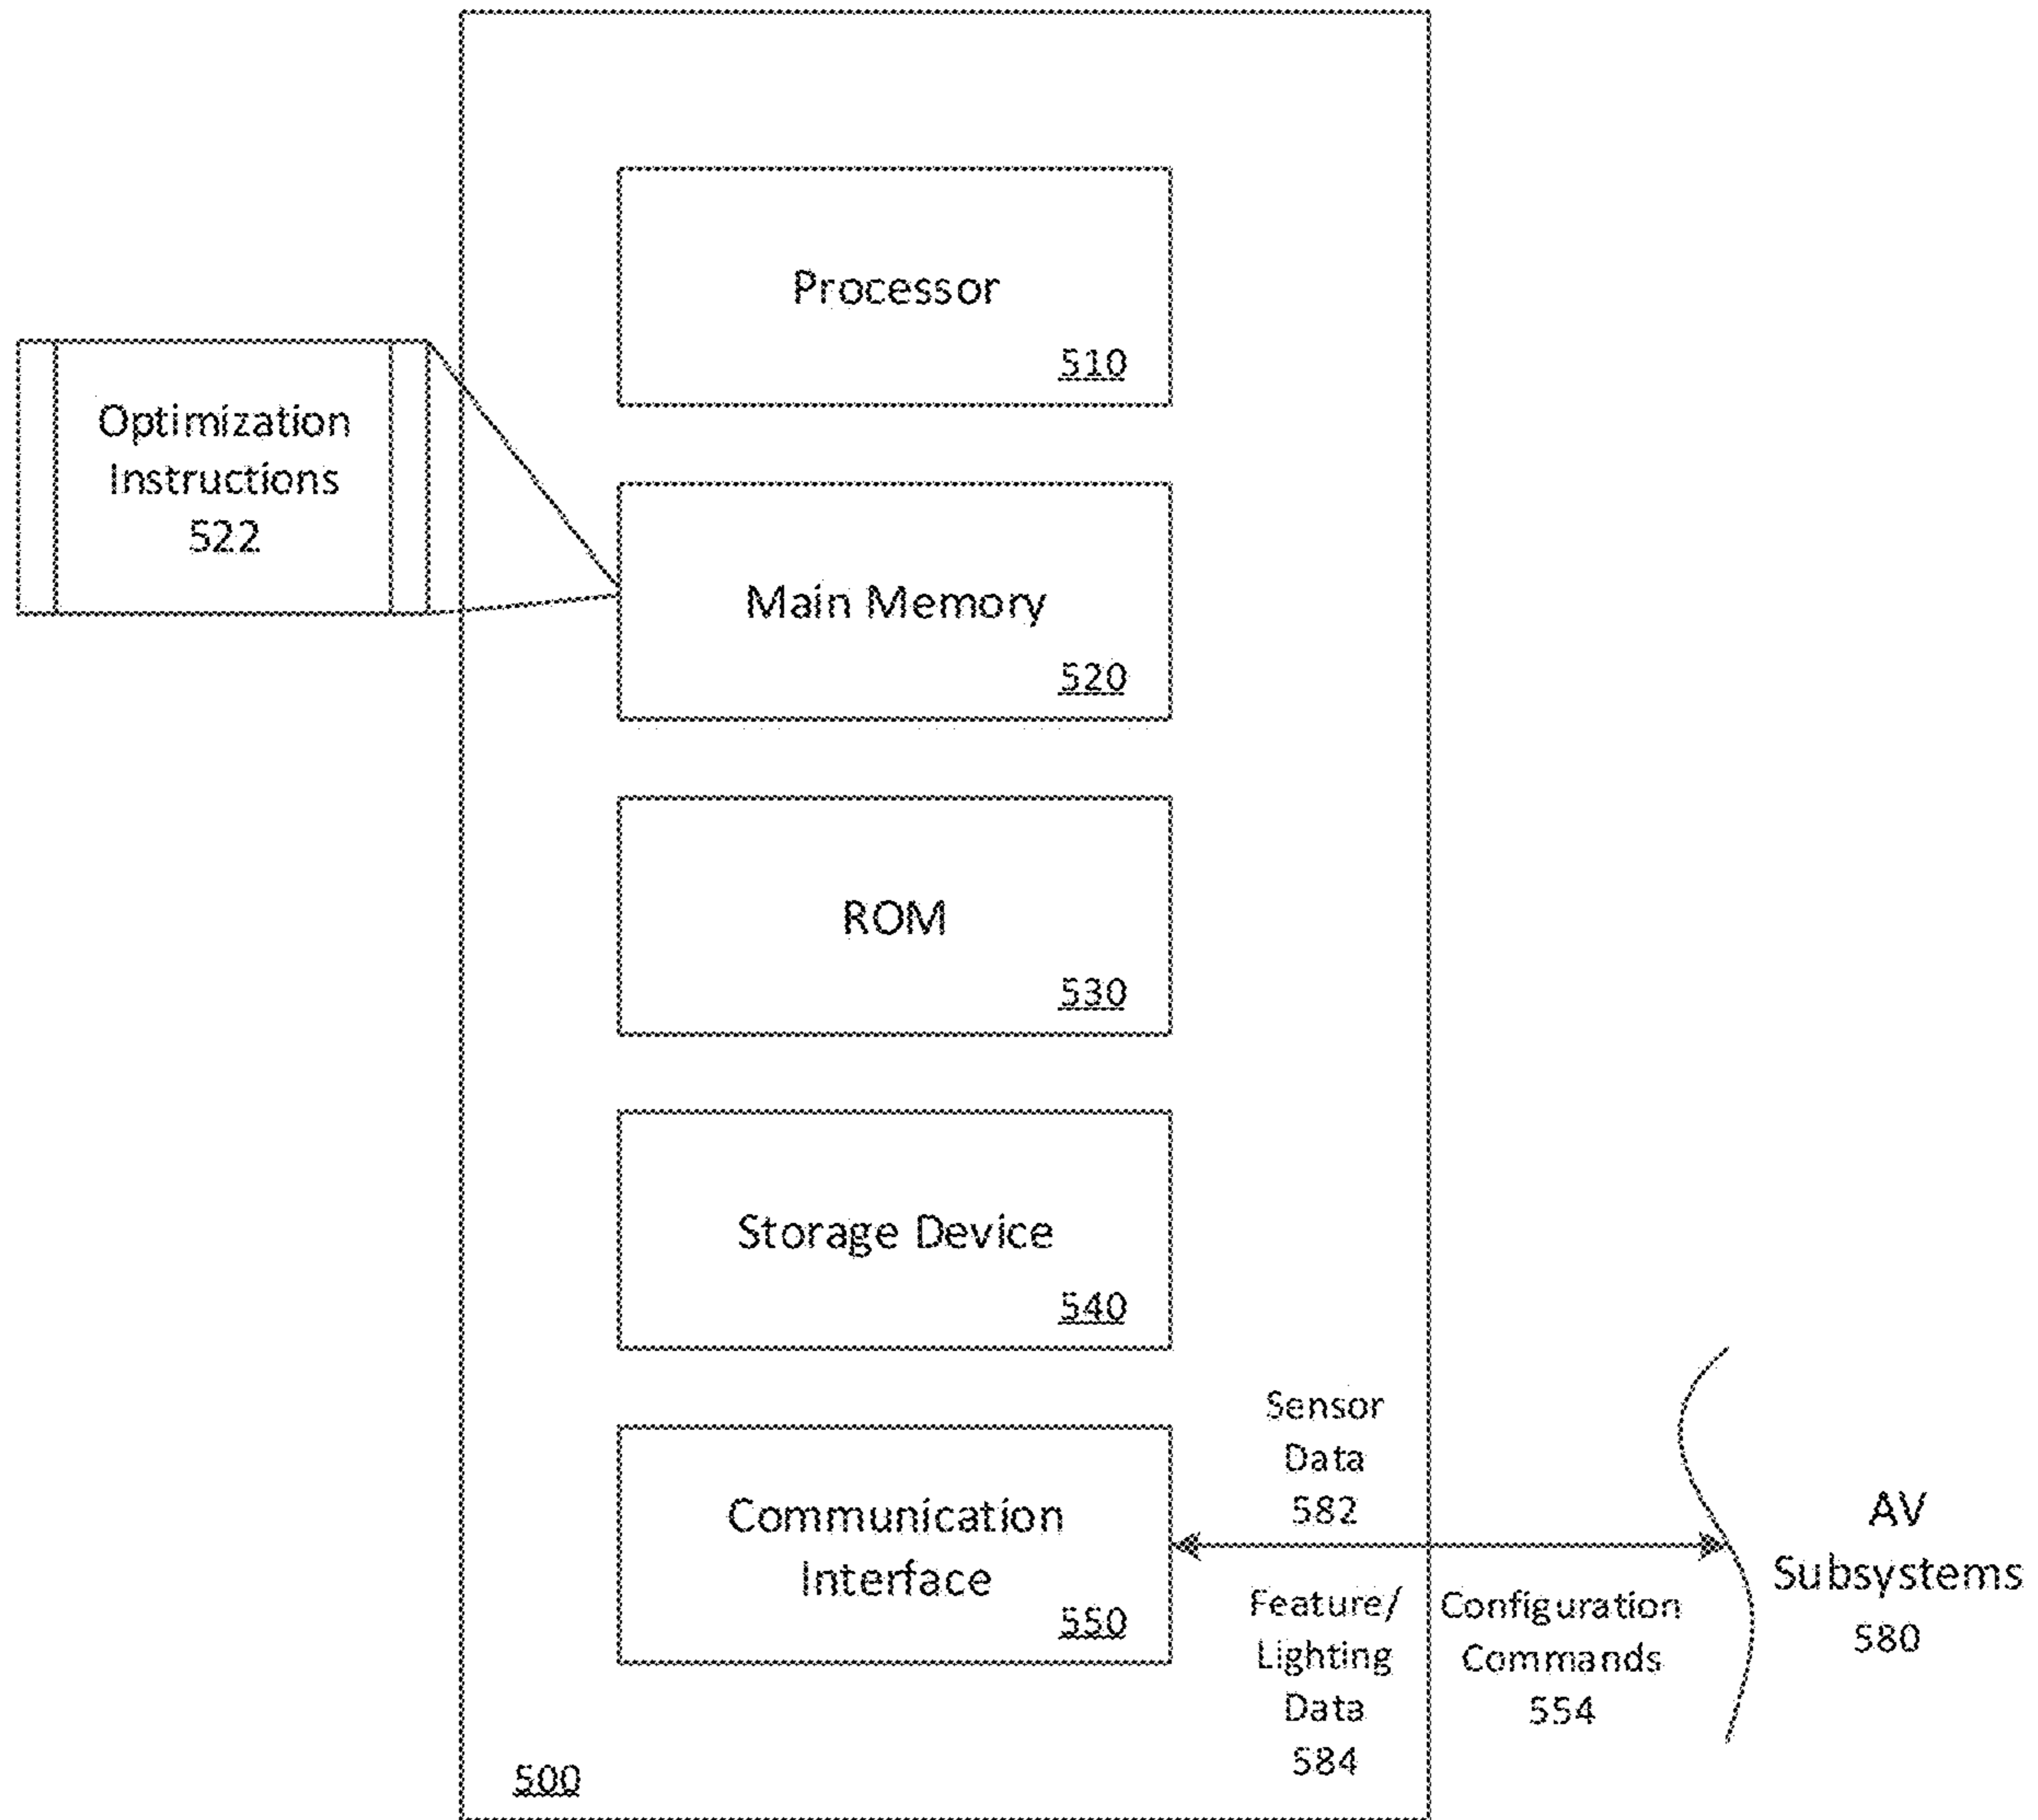 Processor
510
Optimization
Instructions
522
Main Memory
520
ROM
530
Storage Device
540
Communication
Interface
550
Sensor
Data
582
Feature/
Lighting
Data
584
Configuration
Commands
554
AV
Subsystems
580
500